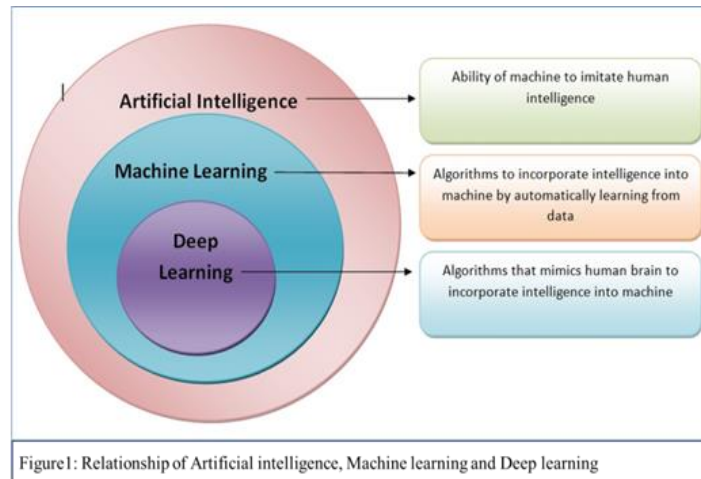 Artificial Intelligence
Ability of machine to imitate human
intelligence
Machine Learning
Algorithms to incorporate intelligence into
machine by automatically learning from
data
Deep
Learning
Algorithms that mimics human brain to
incorporate intelligence into machine
Figure1: Relationship of Artificial intelligence, Machine learning and Deep learning